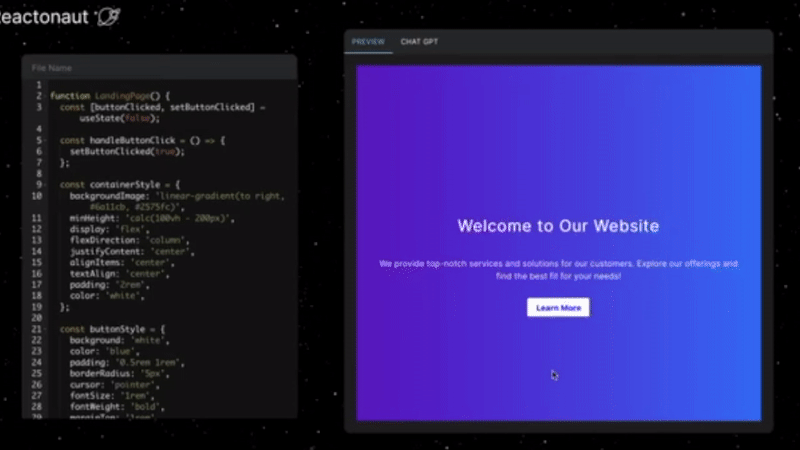 eactonaut
File Name
PREVIEW CHAT GPT
1
2 function LandingPage() {
3 const [buttonClicked, setButtonClicked] =
useState(false);
4
5 const handleButtonClick = () => {
6 setButtonClicked(true);
7 };
8
9 const containerStyle = {
10 backgroundImage: 'linear-gradient(to right,
#6a11cb, #2575fc)',
11 minHeight: 'calc(100vh - 200px)',
12 display: 'flex',
13 flexDirection: 'column',
14 justifyContent: 'center',
15 alignItems: 'center',
16 textAlign: 'center',
17 padding: '2rem',
18 color: 'white',
19 };
20
21 const buttonStyle = {
22 background: 'white',
23 color: 'blue',
24 padding: '0.5rem 1rem',
25 borderRadius: '5px',
26 cursor: 'pointer',
27 fontSize: '1rem',
28 fontWeight: 'bold',
29 marginTop: '1rem',
Welcome to Our Website
We provide top-notch services and solutions for our customers. Explore our offerings and
find the best fit for your needs!
Learn More